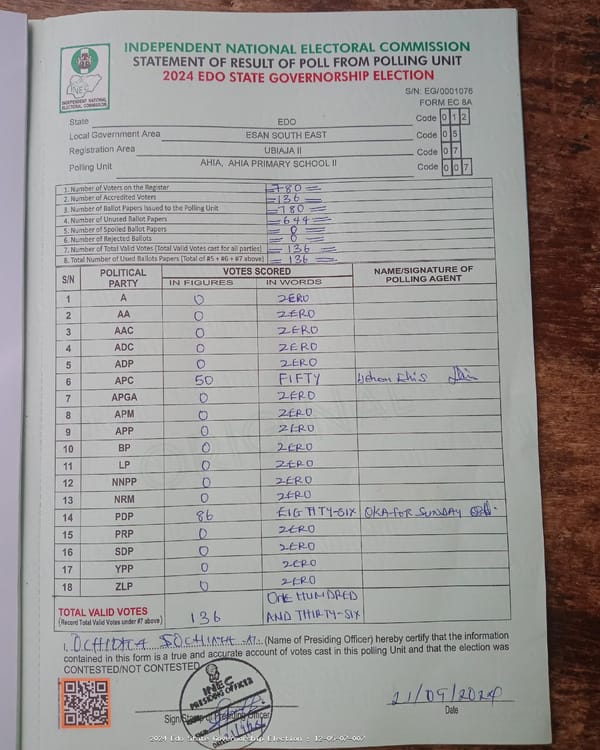 INDEPENDENT NATIONAL ELECTORAL COMMISSION
STATEMENT OF RESULT OF POLL FROM POLLING UNIT
2024 EDO STATE GOVERNORSHIP ELECTION
INEC
INDEPENDENT NATIONAL ELECTORAL COMMISSION
S/N: EG/0001076
FORM EC 8A
State EDO Code 0 1 2
Local Government Area ESAN SOUTH EAST Code 0 5
Registration Area UBIAJA II Code 0 7
Polling Unit AHIA, AHIA PRIMARY SCHOOL II Code 0 0 7
1. Number of Voters on the Register =780=
2. Number of Accredited Voters =136=
3. Number of Ballot Papers Issued to the Polling Unit =780=
4. Number of Unused Ballot Papers =644=
5. Number of Spoiled Ballot Papers =0=
6. Number of Rejected Ballots =0=
7. Number of Total Valid Votes (Total Valid Votes cast for all parties) =136=
8. Total Number of Used Ballots Papers (Total of #5 + #6 + #7 above) =136=
S/N POLITICAL PARTY VOTES SCORED NAME/SIGNATURE OF POLLING AGENT
IN FIGURES IN WORDS
1 A 0 ZERO
2 AA 0 ZERO
3 AAC 0 ZERO
4 ADC 0 ZERO
5 ADP 0 ZERO
6 APC 50 FIFTY
7 APGA 0 ZERO
8 APM 0 ZERO
9 APP 0 ZERO
10 BP 0 ZERO
11 LP 0 ZERO
12 NNPP 0 ZERO
13 NRM 0 ZERO
14 PDP 86 EIGTHTY-SIX OKAFOR SUNDAY
15 PRP 0 ZERO
16 SDP 0 ZERO
17 YPP 0 ZERO
18 ZLP 0 ZERO
TOTAL VALID VOTES 136 ONE HUNDRED
(Record Total Valid Votes under #7 above) AND THIRTY-SIX
I, (Name of Presiding Officer) hereby certify that the information
contained in this form is a true and accurate account of votes cast in this polling Unit and that the election was
CONTESTED/NOT CONTESTED
INEC
PRESIDING OFFICER
Sign/Stamp of Presiding Officer
21/09/2024
Date
2024 Edo State Governorship Election : 12-05-07-007